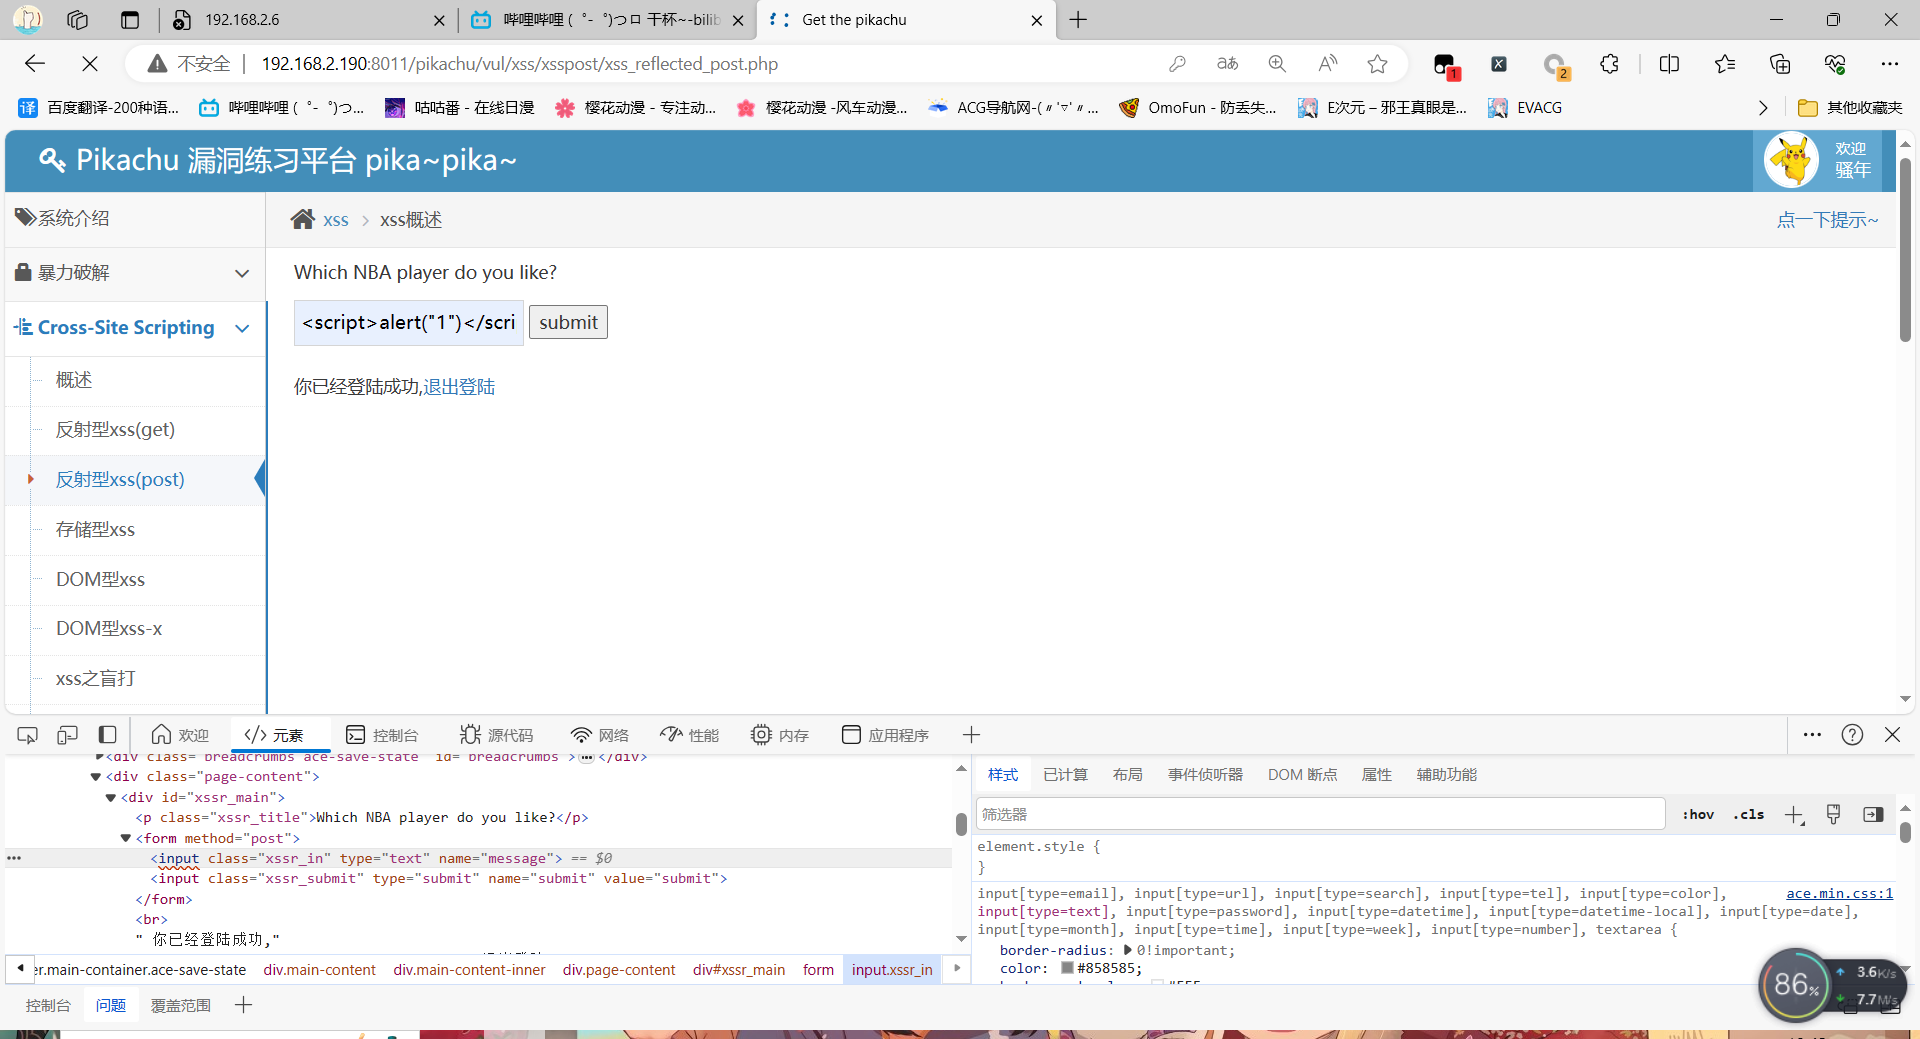 192.168.2.6
哔哩哔哩 (゜-゜)つロ 干杯~-bilib
Get the pikachu
不安全
192.168.2.190:8011/pikachu/vul/xss/xsspost/xss_reflected_post.php
aあ
A
1
X
2
译 百度翻译-200种语...
哔哩哔哩 (゜-゜)つ...
咕咕番 - 在线日漫
樱花动漫 - 专注动...
樱花动漫 -风车动漫...
ACG导航网-(〃'▽'〃...
OmoFun - 防丢失...
E次元 – 邪王真眼是...
EVACG
其他收藏夹
Pikachu 漏洞练习平台 pika~pika~
欢迎
骚年
系统介绍
xss
xss概述
点一下提示~
暴力破解
Which NBA player do you like?
Cross-Site Scripting
<script>alert("1")</scri
submit
概述
你已经登陆成功,退出登陆
反射型xss(get)
反射型xss(post)
存储型xss
DOM型xss
DOM型xss-x
xss之盲打
欢迎
</> 元素
控制台
源代码
网络
性能
内存
应用程序
<div class="breadcrumbs ace-save-state" id="breadcrumbs">...</div>
<div class="page-content">
<div id="xssr_main">
<p class="xssr_title">Which NBA player do you like?</p>
<form method="post">
<input class="xssr_in" type="text" name="message"> == $0
<input class="xssr_submit" type="submit" name="submit" value="submit">
</form>
<br>
" 你已经登陆成功,"
er.main-container.ace-save-state
div.main-content
div.main-content-inner
div.page-content
div#xssr_main
form
input.xssr_in
控制台
问题
覆盖范围
样式
已计算
布局
事件侦听器
DOM 断点
属性
辅助功能
筛选器
:hov
.cls
element.style {
}
input[type=email], input[type=url], input[type=search], input[type=tel], input[type=color],
ace.min.css:1
input[type=text], input[type=password], input[type=datetime], input[type=datetime-local], input[type=date],
input[type=month], input[type=time], input[type=week], input[type=number], textarea {
border-radius: 0!important;
color: #858585;
86%
3.6K/s
7.7M/s